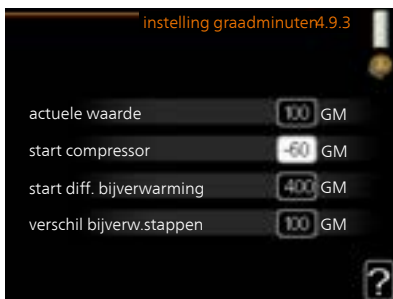 instelling graadminuten4.9.3
actuele waarde 100 GM
start compressor -60 GM
start diff. bijverwarming 400 GM
verschil bijverw.stappen 100 GM
?